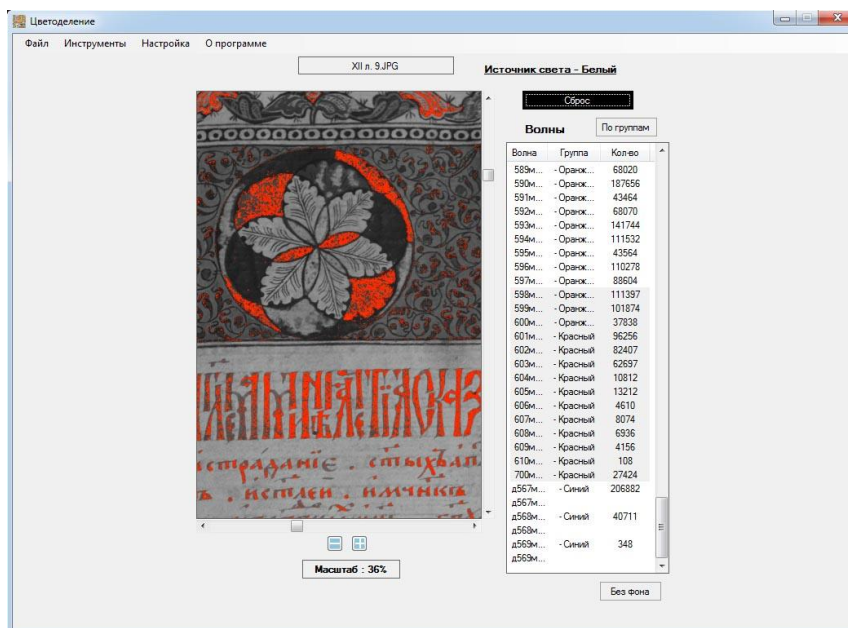 Цветоделение
Файл Инструменты Настройка О программе
XII л. 9.JPG
Источник света - Белый
Сброс
Волны
По группам
Волна Группа Кол-во
589м... - Оранж... 68020
590м... - Оранж... 187656
591м... - Оранж... 43464
592м... - Оранж... 68070
593м... - Оранж... 141744
594м... - Оранж... 111532
595м... - Оранж... 43564
596м... - Оранж... 110278
597м... - Оранж... 88604
598м... - Оранж... 111397
599м... - Оранж... 101874
600м... - Оранж... 37838
601м... - Красный 96256
602м... - Красный 82407
603м... - Красный 62697
604м... - Красный 10812
605м... - Красный 13212
606м... - Красный 4610
607м... - Красный 8074
608м... - Красный 6936
609м... - Красный 4156
610м... - Красный 108
700м... - Красный 27424
д567м... - Синий 206882
д567м...
д568м... - Синий 40711
д568м...
д569м... - Синий 348
д569м...
Масштаб : 36%
Без фона